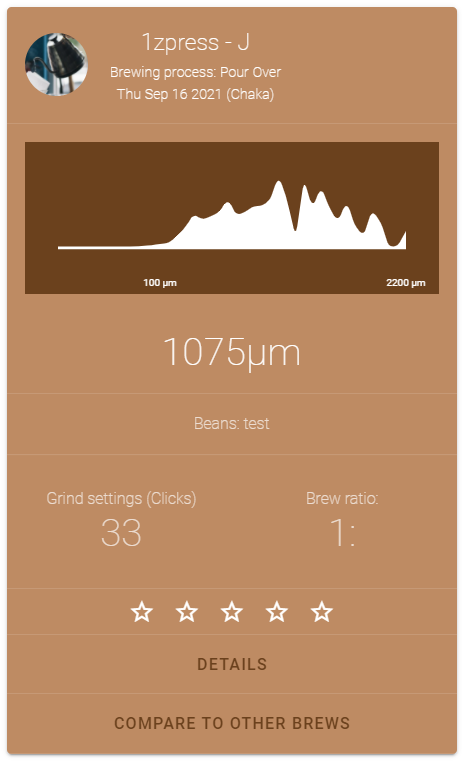 1zpress - J
Brewing process: Pour Over
Thu Sep 16 2021 (Chaka)
100 µm
2200 µm
1075µm
Beans: test
Grind settings (Clicks)
33
Brew ratio:
1:
DETAILS
COMPARE TO OTHER BREWS